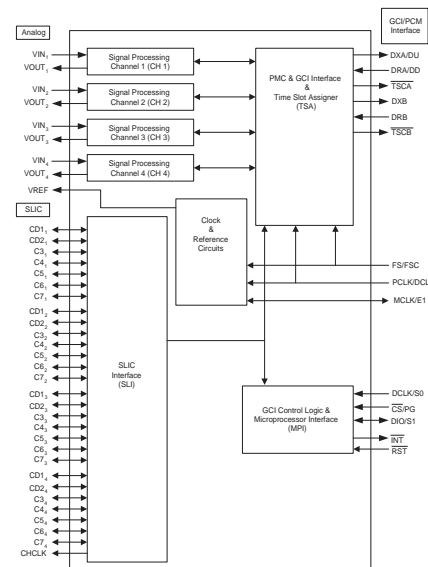 Analog
GCI/PCM
Interface
VIN1
VOUT1
Signal Processing
Channel 1 (CH 1)
VIN2
VOUT2
Signal Processing
Channel 2 (CH 2)
VIN3
VOUT3
Signal Processing
Channel 3 (CH 3)
VIN4
VOUT4
Signal Processing
Channel 4 (CH 4)
VREF
PMC & GCI Interface
&
Time Slot Assigner
(TSA)
DXA/DU
DRA/DD
TSCA
DXB
DRB
TSCB
SLIC
Clock
&
Reference
Circuits
FS/FSC
PCLK/DCL
MCLK/E1
CD11
CD21
C31
C41
C51
C61
C71
CD12
CD22
C32
C42
C52
C62
C72
CD13
CD23
C33
C43
C53
C63
C73
CD14
CD24
C34
C44
C54
C64
C74
CHCLK
SLIC
Interface
(SLI)
GCI Control Logic &
Microprocessor Interface
(MPI)
DCLK/S0
CS/PG
DIO/S1
INT
RST